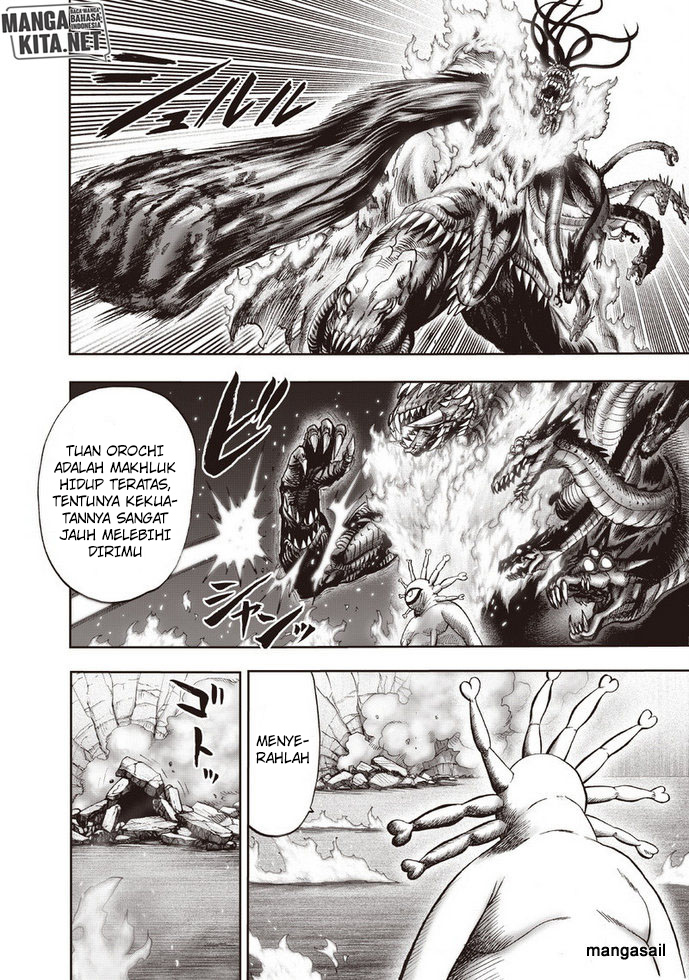 MANGA
KITA.NET
BACA MANGA
BAHASA
INDONESIA
シュルルル
ビ
TUAN OROCHI
ADALAH MAKHLUK
HIDUP TERATAS,
TENTUNYA KEKUA-
TANNYA SANGAT
JAUH MELEBIHI
DIRIMU
ジャンッ
MENYE-
RAHLAH
ゴト
mangasail